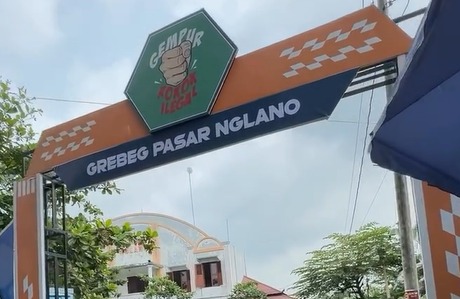 GEMPUR
ROKOK
ILEGAL
GREBEG PASAR NGLANO